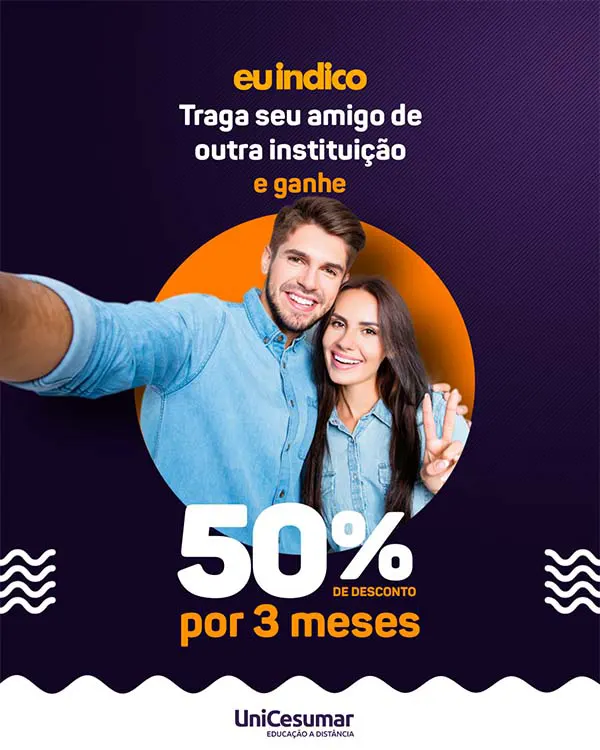 eu indico
Traga seu amigo de
outra instituição
e ganhe
50%
DE DESCONTO
por 3 meses
UniCesumar
EDUCAÇÃO A DISTÂNCIA